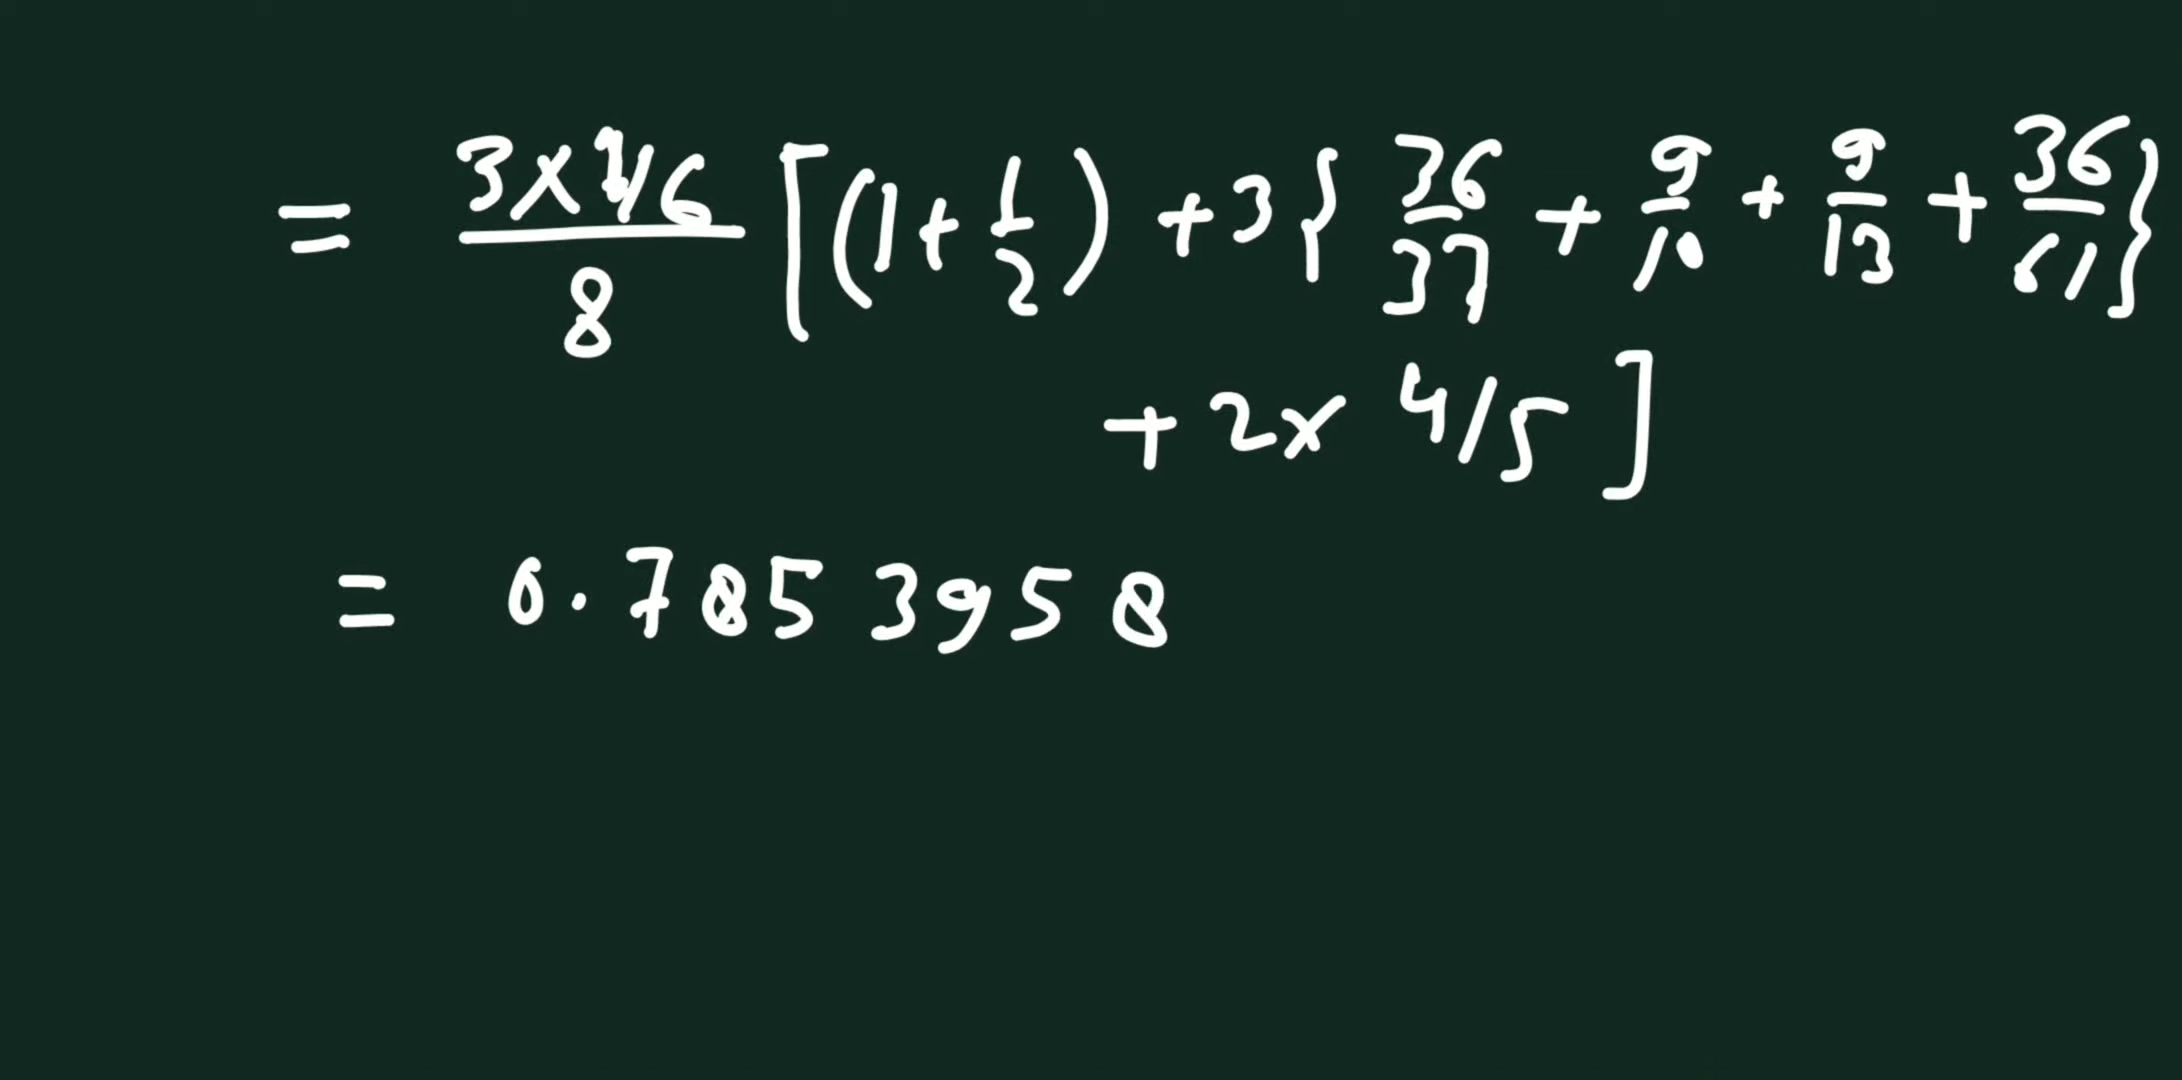 = 3×1/6/8 [(1+1/2) +3{36/37 + 9/10 + 9/13 + 36/61}
+ 2× 4/5 ]
= 0.7853958